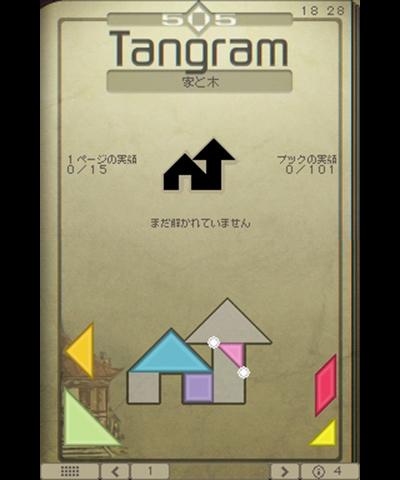 505
18 28
Tangram
家と木
1ページの実績
0/15
ブックの実績
0/101
まだ解かれていません
1
4